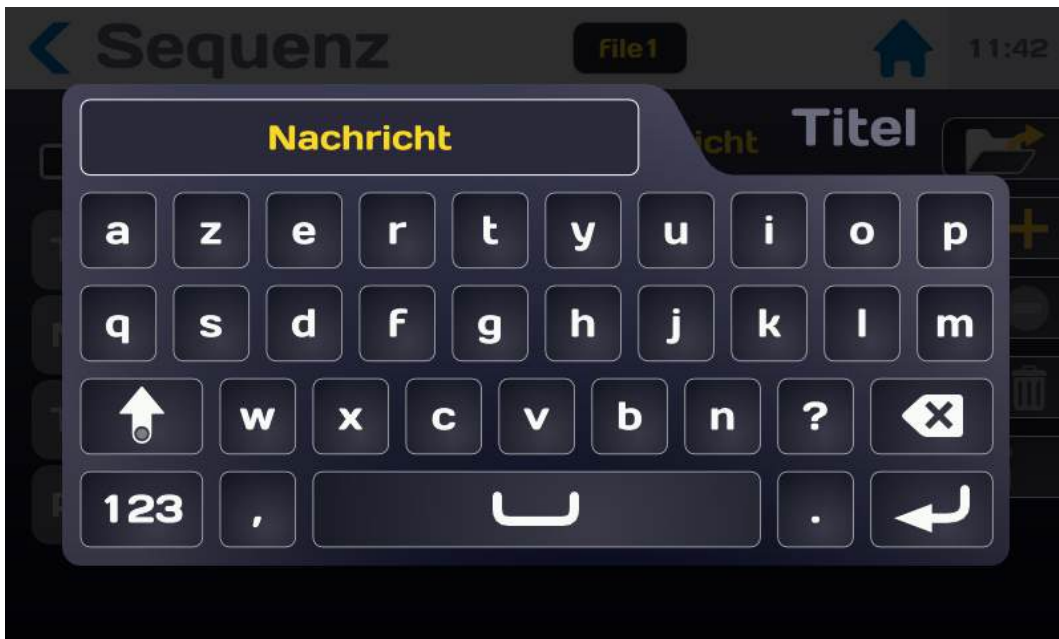 Sequenz File1 11:42
Nachricht icht Titel
a z e r t y u i o p
q s d f g h j k l m
w x c v b n ?
123 , .